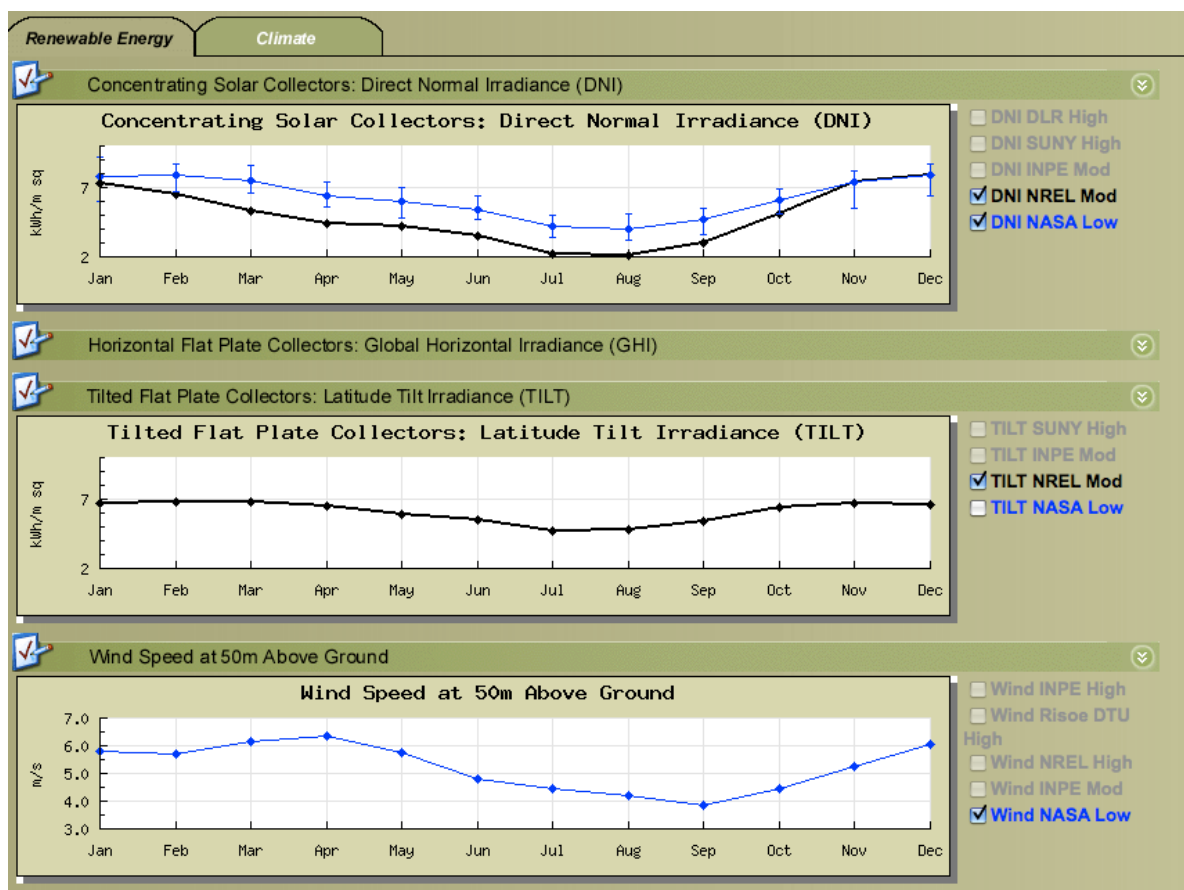 Renewable Energy
Climate
Concentrating Solar Collectors: Direct Normal Irradiance (DNI)
Concentrating Solar Collectors: Direct Normal Irradiance (DNI)
kWh/m sq
7
2
Jan Feb Mar Apr May Jun Jul Aug Sep Oct Nov Dec
DNI DLR High
DNI SUNY High
DNI INPE Mod
DNI NREL Mod
DNI NASA Low
Horizontal Flat Plate Collectors: Global Horizontal Irradiance (GHI)
Tilted Flat Plate Collectors: Latitude Tilt Irradiance (TILT)
Tilted Flat Plate Collectors: Latitude Tilt Irradiance (TILT)
kWh/m sq
7
2
Jan Feb Mar Apr May Jun Jul Aug Sep Oct Nov Dec
TILT SUNY High
TILT INPE Mod
TILT NREL Mod
TILT NASA Low
Wind Speed at 50m Above Ground
Wind Speed at 50m Above Ground
m/s
7.0
6.0
5.0
4.0
3.0
Jan Feb Mar Apr May Jun Jul Aug Sep Oct Nov Dec
Wind INPE High
Wind Risoe DTU
High
Wind NREL High
Wind INPE Mod
Wind NASA Low